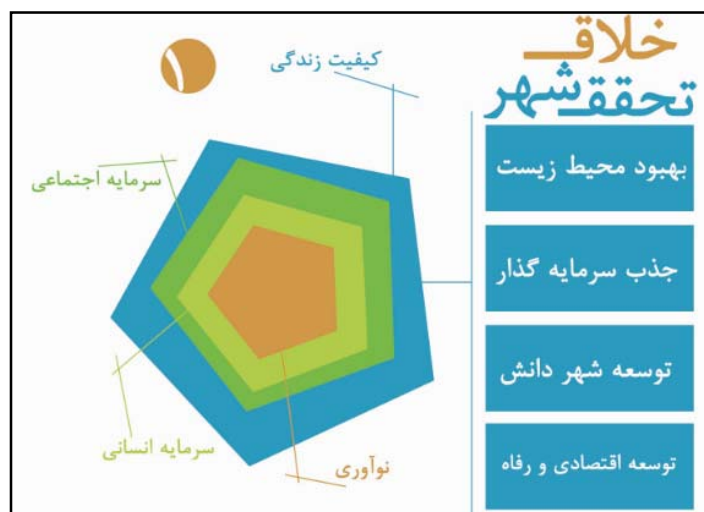 خلاق
تحقق شهر
۱
کیفیت زندگی
سرمایه اجتماعی
سرمایه انسانی
نوآوری
بهبود محیط زیست
جذب سرمایه گذار
توسعه شهر دانش
توسعه اقتصادی و رفاه